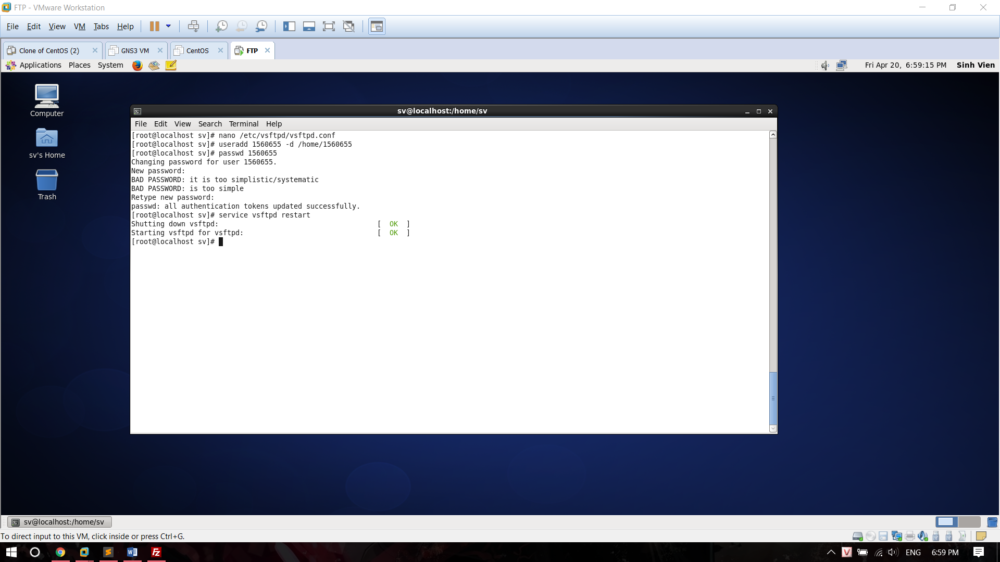 FTP - VMware Workstation
File Edit View VM Tabs Help
Clone of CentOS (2) GNS3 VM CentOS FTP
Applications Places System Fri Apr 20, 6:59:15 PM Sinh Vien
Computer
sv's Home
Trash
sv@localhost:/home/sv
File Edit View Search Terminal Help
[root@localhost sv]# nano /etc/vsftpd/vsftpd.conf
[root@localhost sv]# useradd 1560655 -d /home/1560655
[root@localhost sv]# passwd 1560655
Changing password for user 1560655.
New password:
BAD PASSWORD: it is too simplistic/systematic
BAD PASSWORD: is too simple
Retype new password:
passwd: all authentication tokens updated successfully.
[root@localhost sv]# service vsftpd restart
Shutting down vsftpd: [ OK ]
Starting vsftpd for vsftpd: [ OK ]
[root@localhost sv]#
sv@localhost:/home/sv
To direct input to this VM, click inside or press Ctrl+G.
ENG 6:59 PM